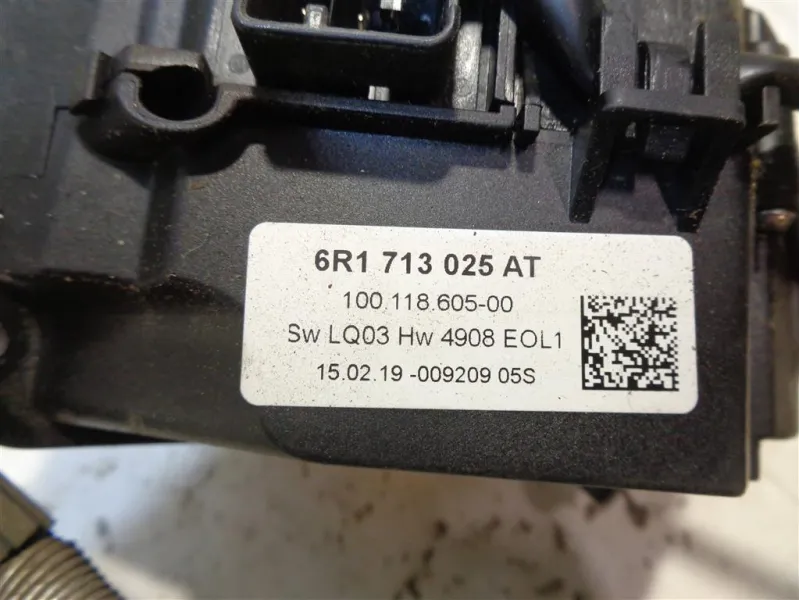 6R1 713 025 AT
100.118.605-00
Sw LQ03 Hw 4908 EOL1
15.02.19 -009209 05S